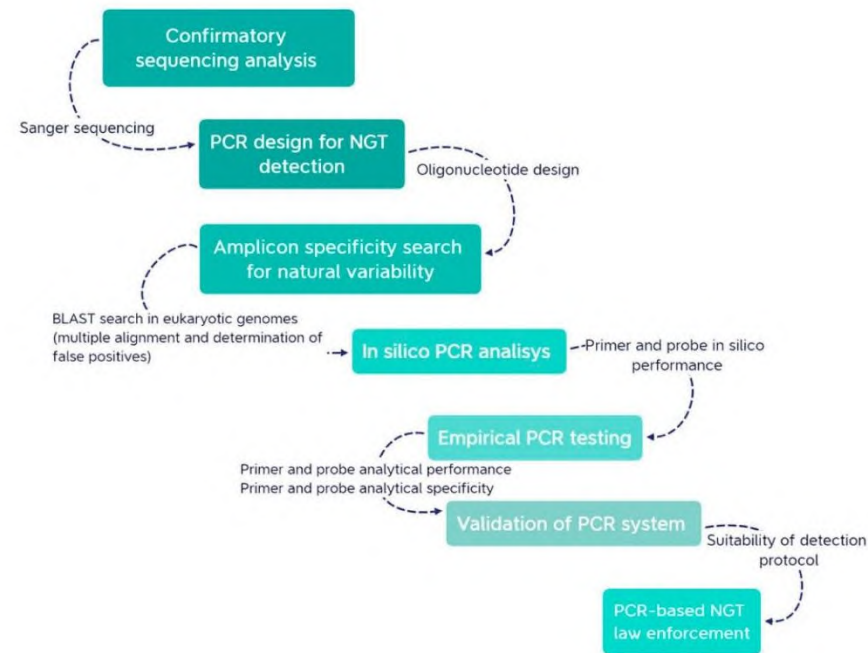 Confirmatory
sequencing analysis
Sanger sequencing
PCR design for NGT
detection
Oligonucleotide design
Amplicon specificity search
for natural variability
BLAST search in eukaryotic genomes
(multiple alignment and determination of
false positives)
In silico PCR analisys
Primer and probe in silico
performance
Empirical PCR testing
Primer and probe analytical performance
Primer and probe analytical specificity
Validation of PCR system
Suitability of detection
protocol
PCR-based NGT
law enforcement